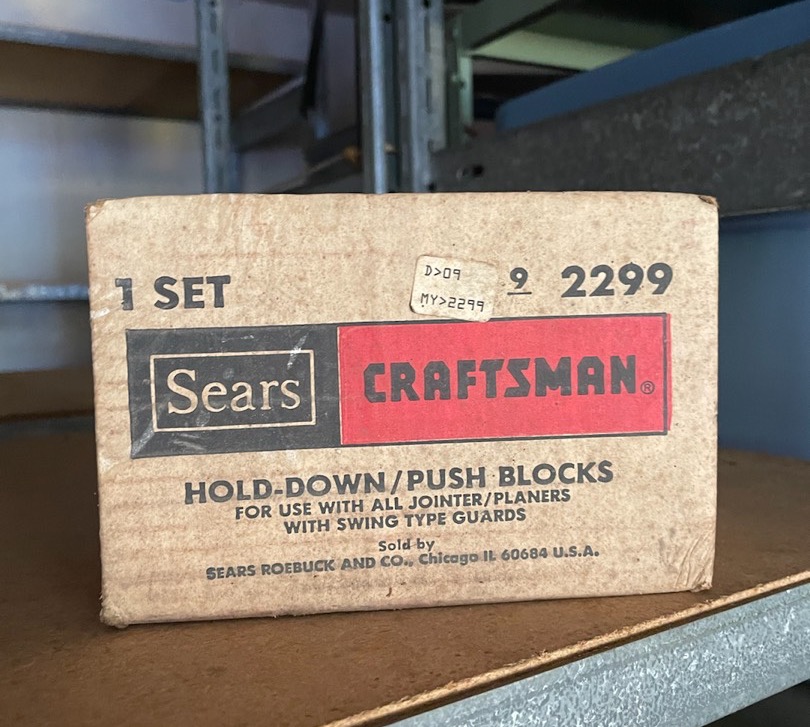 1 SET
D>09
MY>2299
9 2299
Sears
CRAFTSMAN®
HOLD-DOWN/PUSH BLOCKS
FOR USE WITH ALL JOINTER/PLANERS
WITH SWING TYPE GUARDS
Sold by
SEARS ROEBUCK AND CO., Chicago IL 60684 U.S.A.